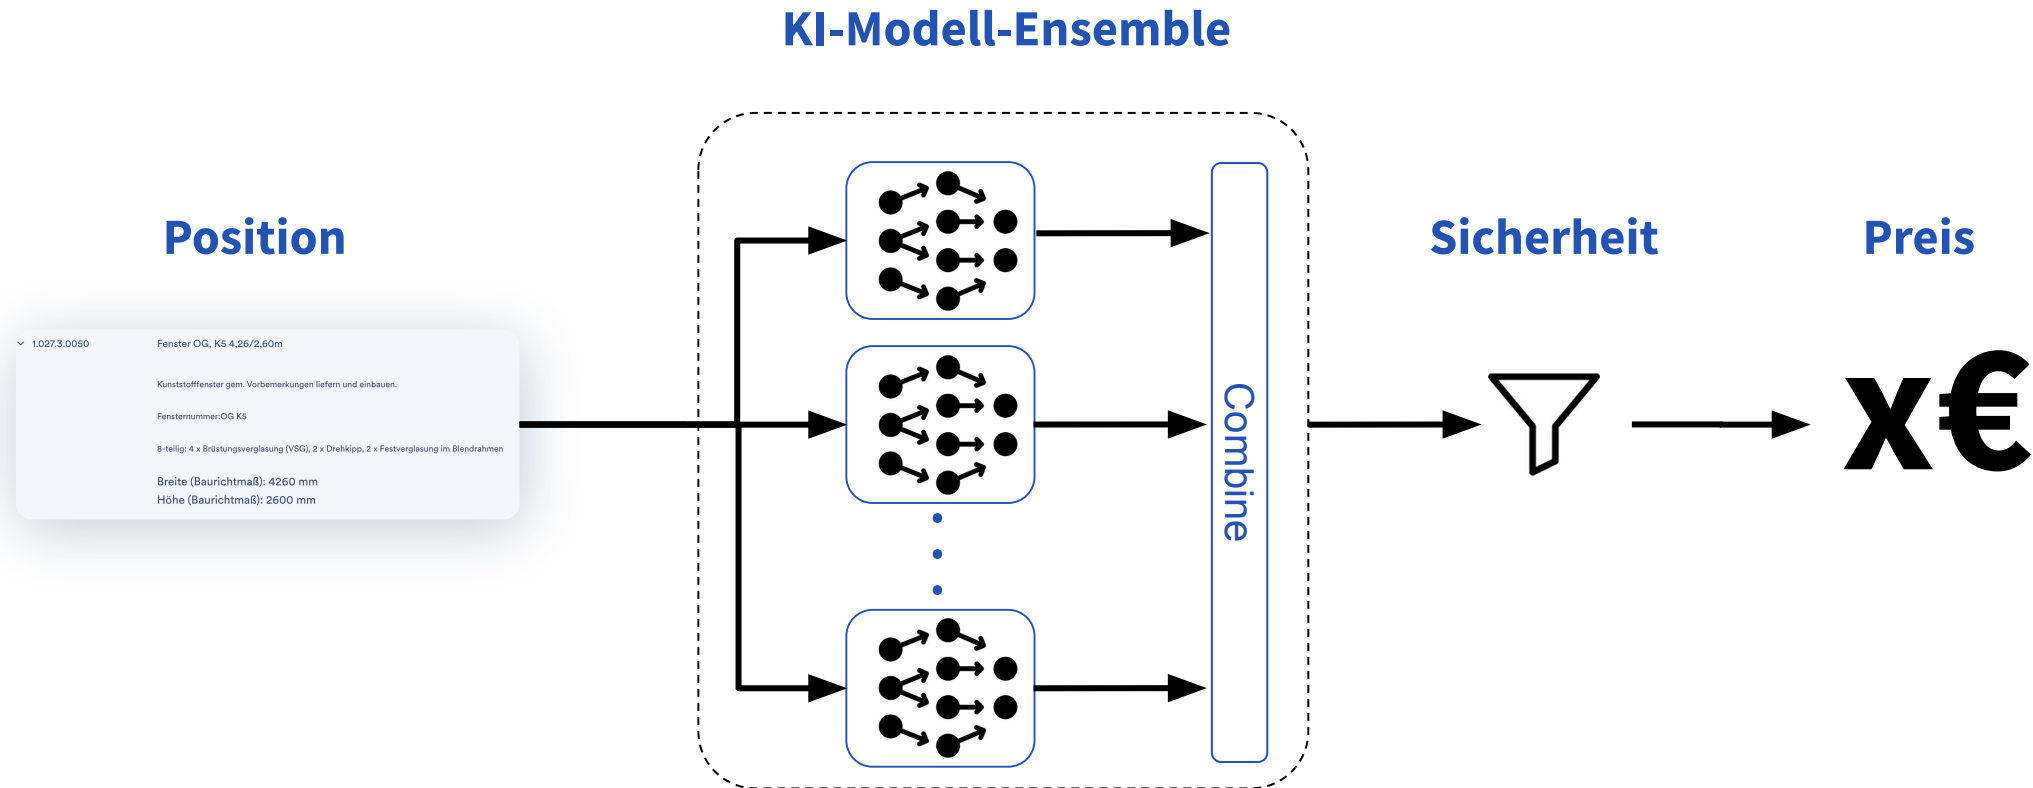 KI-Modell-Ensemble
Position
1.027.3.0050 Fenster OG, K5 4,26/2,60m
Kunststofffenster gem. Vorbemerkungen liefern und einbauen.
Fensternummer:OG K5
8-teilig: 4 x Brüstungsverglasung (VSG), 2 x Drehkipp, 2 x Festverglasung im Blendrahmen
Breite (Baurichtmaß): 4260 mm
Höhe (Baurichtmaß): 2600 mm
Combine
Sicherheit
Preis
x€